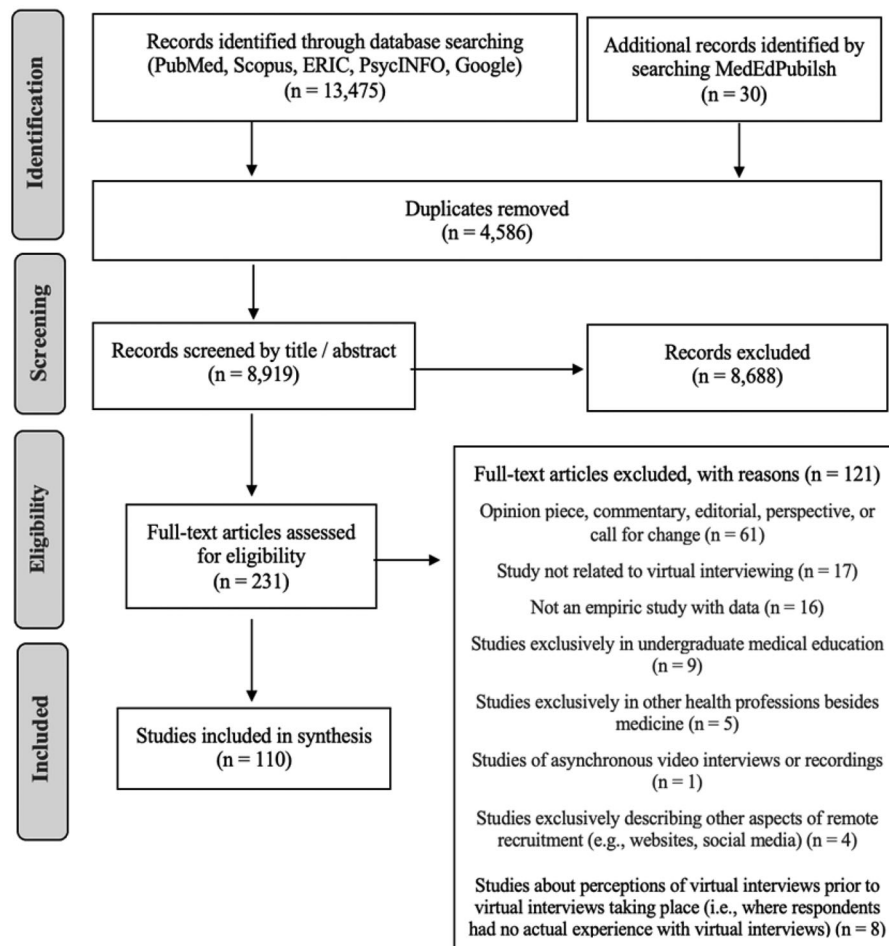 Identification
Records identified through database searching
(PubMed, Scopus, ERIC, PsycINFO, Google)
(n = 13,475)
Additional records identified by
searching MedEdPubilsh
(n = 30)
Duplicates removed
(n = 4,586)
Screening
Records screened by title / abstract
(n = 8,919)
Records excluded
(n = 8,688)
Eligibility
Full-text articles assessed
for eligibility
(n = 231)
Full-text articles excluded, with reasons (n = 121)
Opinion piece, commentary, editorial, perspective, or
call for change (n = 61)
Study not related to virtual interviewing (n = 17)
Not an empiric study with data (n = 16)
Studies exclusively in undergraduate medical education
(n = 9)
Studies exclusively in other health professions besides
medicine (n = 5)
Studies of asynchronous video interviews or recordings
(n = 1)
Studies exclusively describing other aspects of remote
recruitment (e.g., websites, social media) (n = 4)
Studies about perceptions of virtual interviews prior to
virtual interviews taking place (i.e., where respondents
had no actual experience with virtual interviews) (n = 8)
Included
Studies included in synthesis
(n = 110)